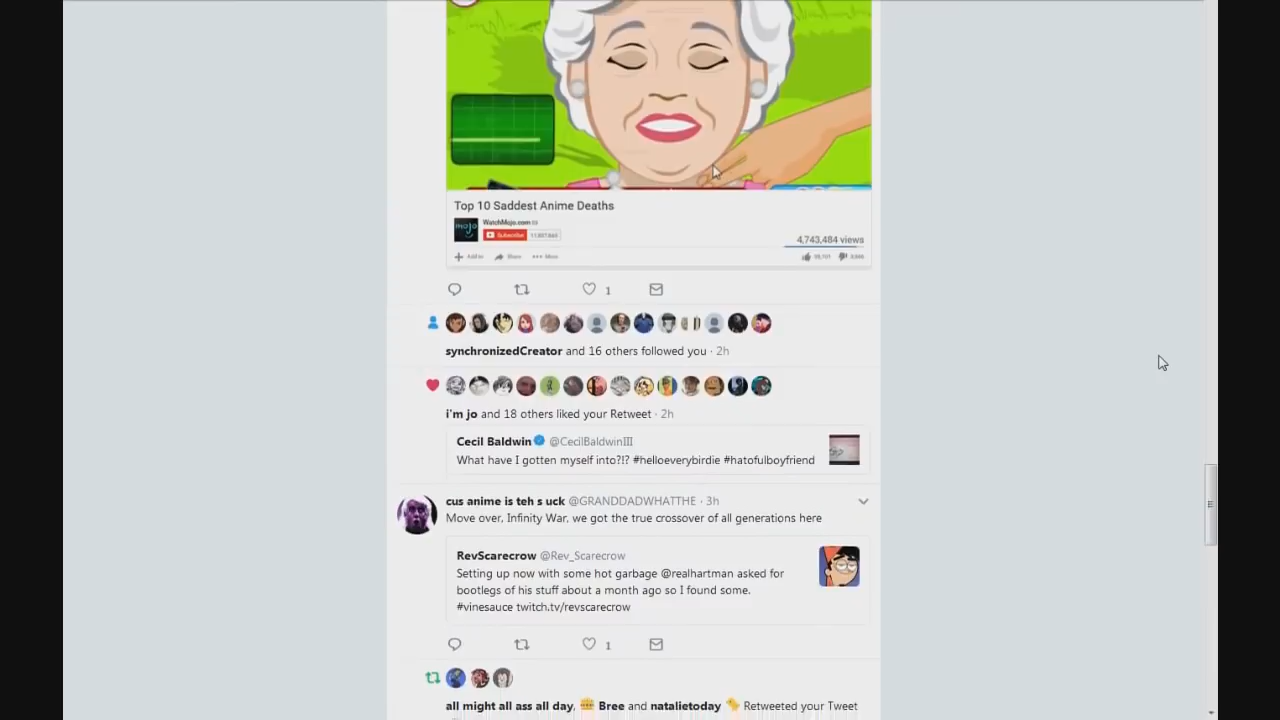 Top 10 Saddest Anime Deaths
mojo
WatchMojo.com
Subscribe
4,743,484 views
Add to
Share
More
1
synchronizedCreator and 16 others followed you · 2h
i'm jo and 18 others liked your Retweet · 2h
Cecil Baldwin @CecilBaldwinIII
What have I gotten myself into?!? #helloeverybirdie #hatofulboyfriend
cus anime is teh s uck @GRANDDADWHATTHE · 3h
Move over, Infinity War, we got the true crossover of all generations here
RevScarecrow @Rev_Scarecrow
Setting up now with some hot garbage @realhartman asked for
bootlegs of his stuff about a month ago so I found some.
#vinesauce twitch.tv/revscarecrow
1
all might all ass all day, Bree and natalietoday Retweeted your Tweet